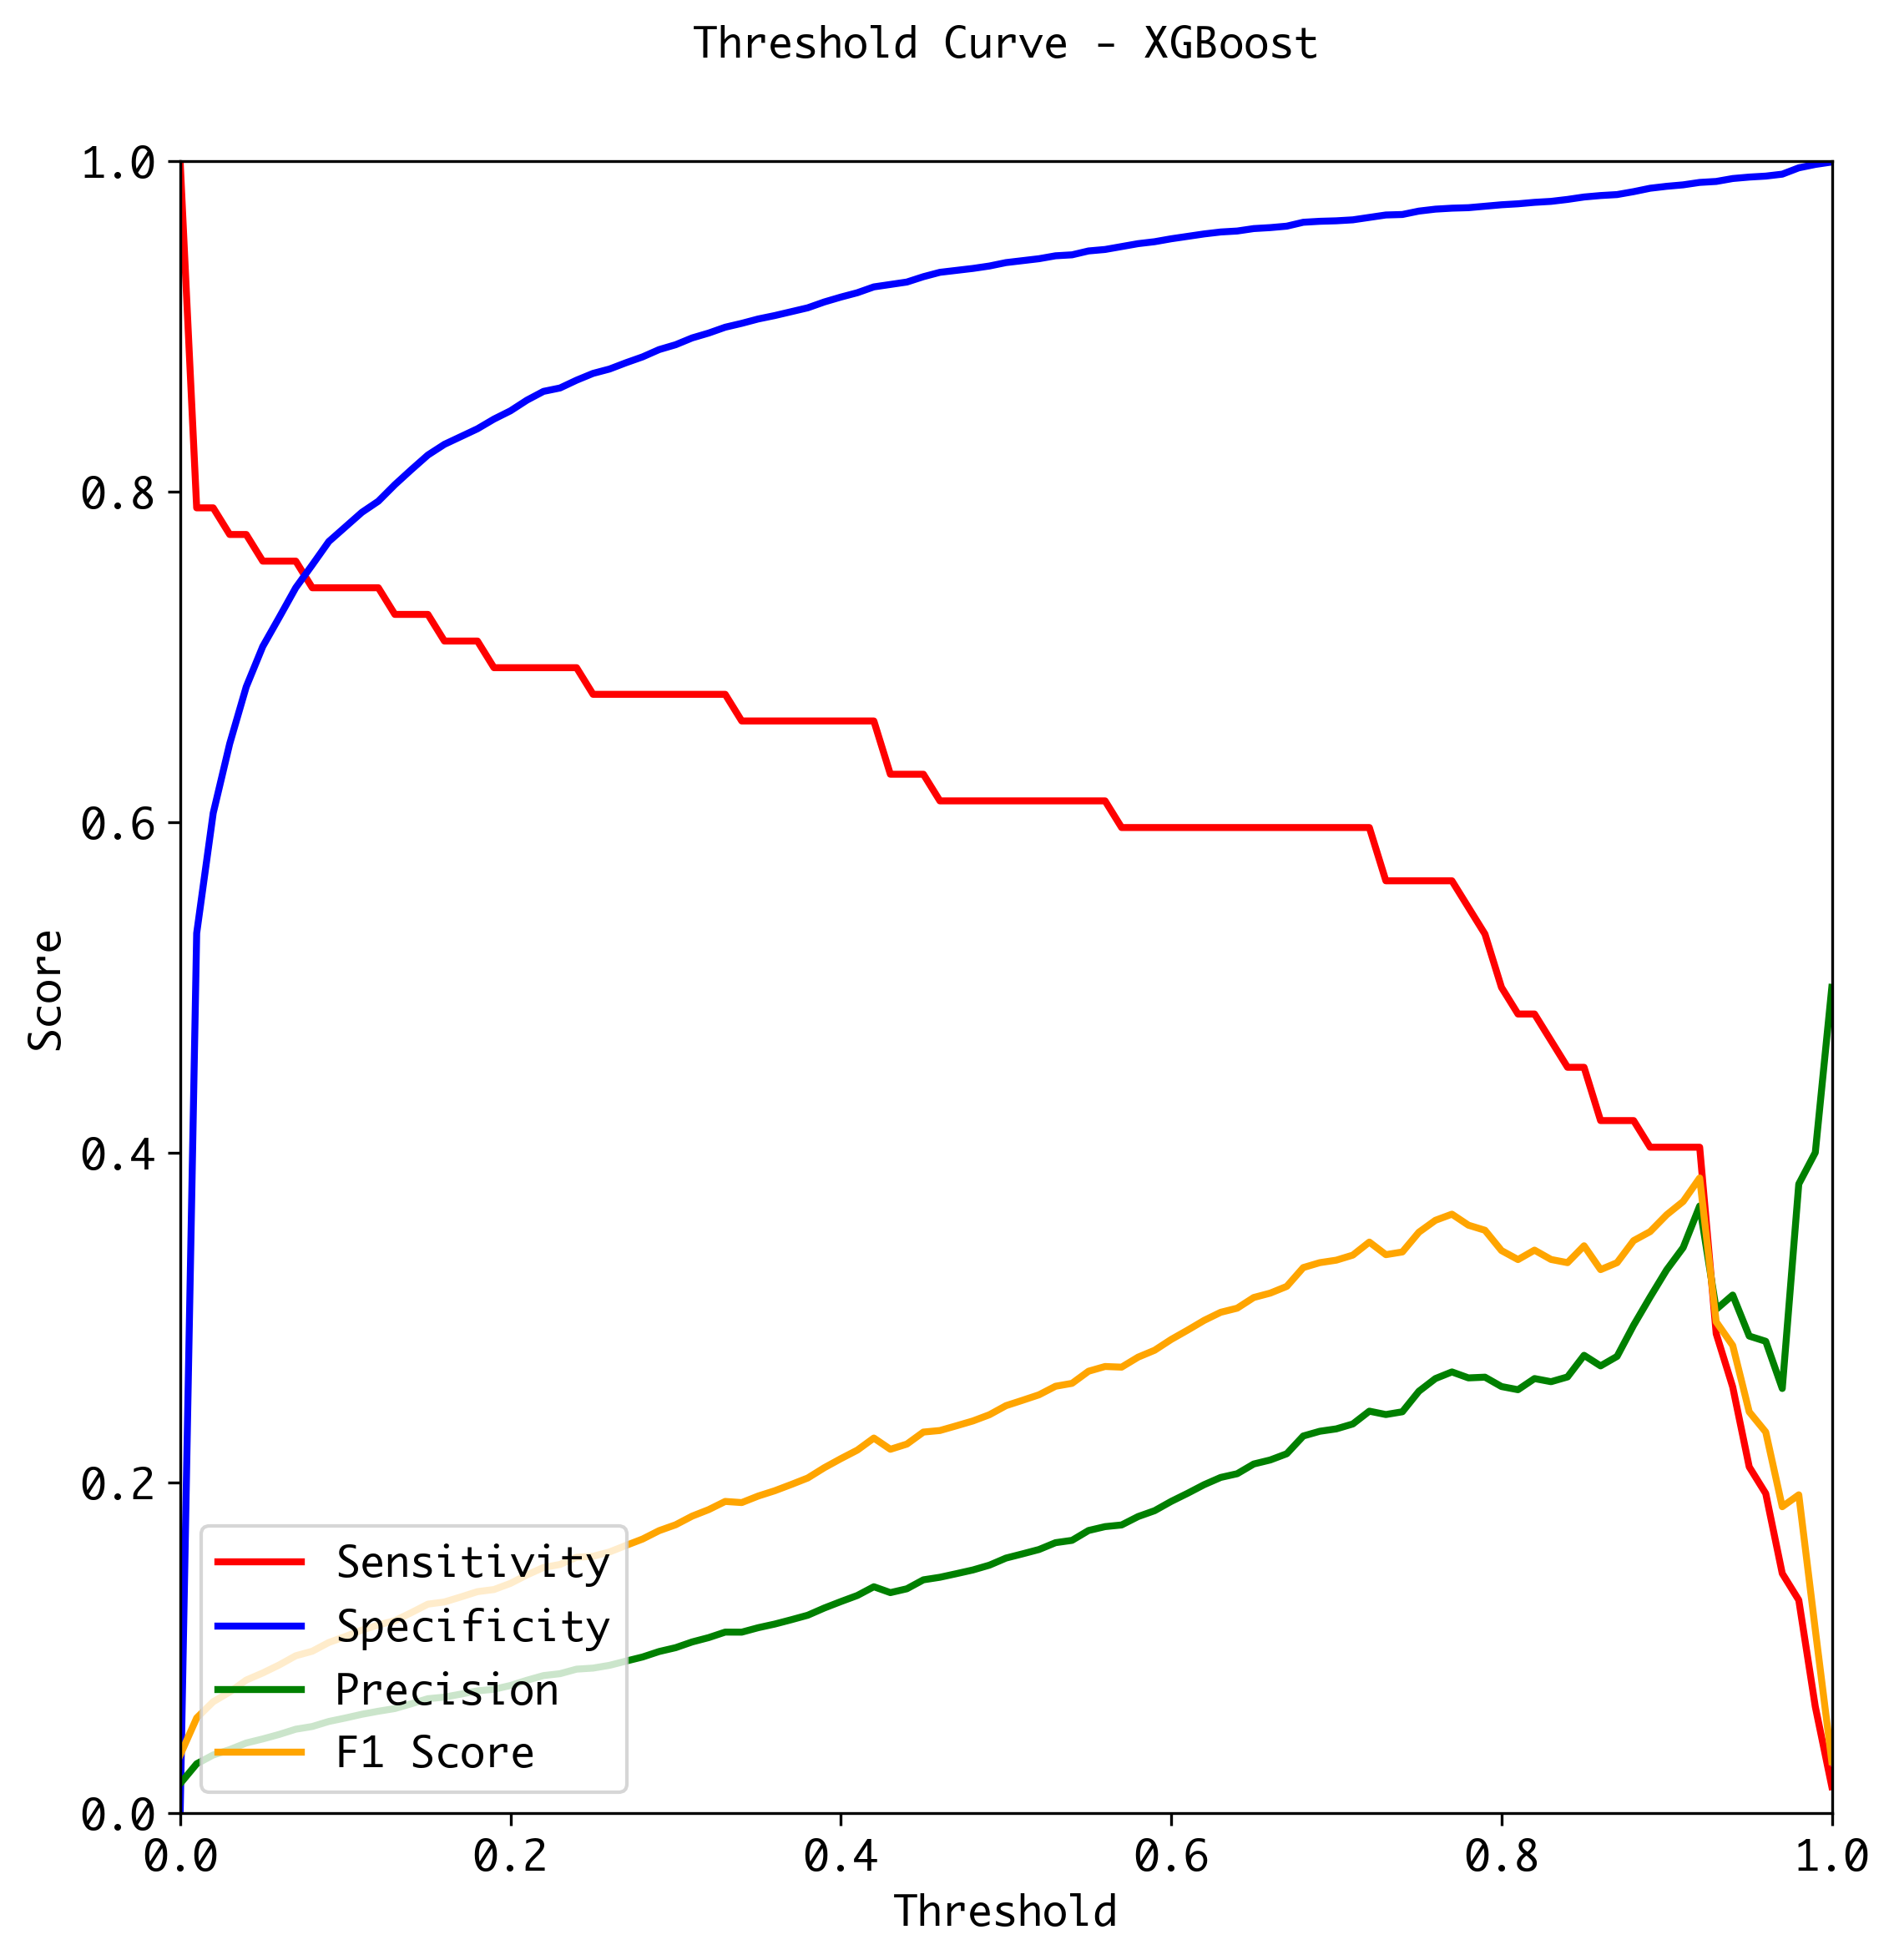 Threshold Curve - XGBoost
1.0
0.8
0.6
0.4
0.2
0.0
Score
Sensitivity
Specificity
Precision
F1 Score
0.0 0.2 0.4 0.6 0.8 1.0
Threshold